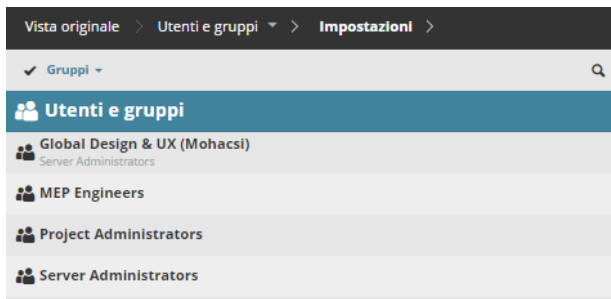 Vista originale > Utenti e gruppi > Impostazioni >
Gruppi
Utenti e gruppi
Global Design & UX (Mohacsi)
Server Administrators
MEP Engineers
Project Administrators
Server Administrators